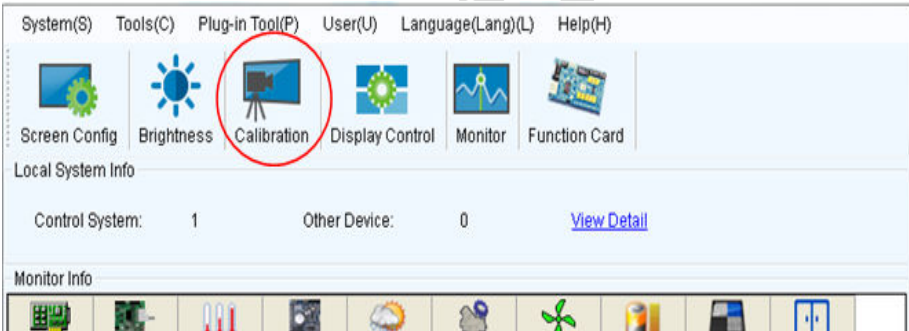 System(S) Tools(C) Plug-in Tool(P) User(U) Language(Lang)(L) Help(H)
Screen Config Brightness Calibration Display Control Monitor Function Card
Local System Info
Control System: 1 Other Device: 0 View Detail
Monitor Info